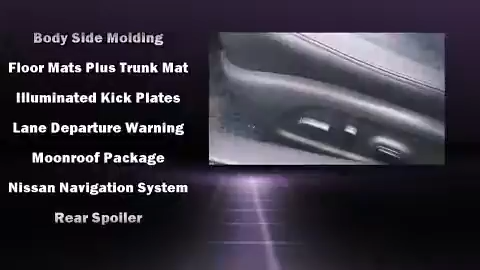 Body Side Molding
Floor Mats Plus Trunk Mat
Illuminated Kick Plates
Lane Departure Warning
Moonroof Package
Nissan Navigation System
Rear Spoiler